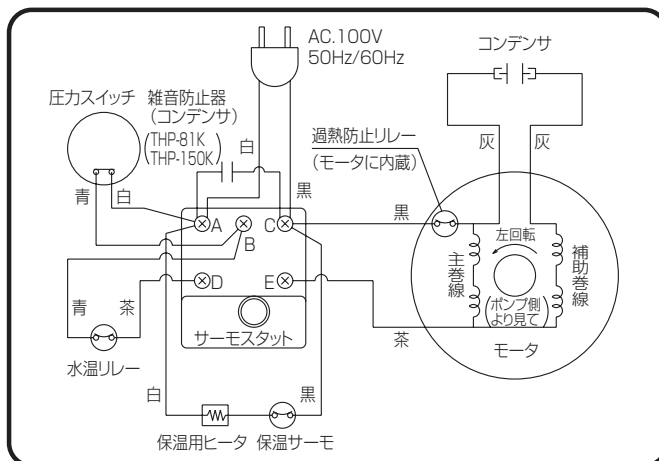 AC.100V
50Hz/60Hz
コンデンサ
圧力スイッチ
雑音防止器
(コンデンサ)
(THP-81K
THP-150K)
白
過熱防止リレー
(モータに内蔵)
灰
灰
青
白
黒
黒
A
B
C
左回転
主巻線
補助巻線
D
E
(ポンプ側
より見て)
青
茶
サーモスタット
茶
モータ
水温リレー
白
黒
保温用ヒータ
保温サーモ